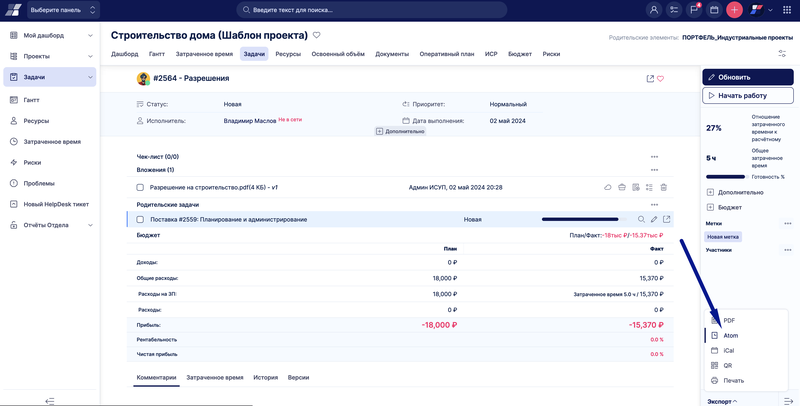 Выберите панель
Введите текст для поиска...
4
Строительство дома (Шаблон проекта)
Родительские элементы: ПОРТФЕЛЬ_Индустриальные проекты
Дашборд Гантт Затраченное время Задачи Ресурсы Освоенный объём Документы Оперативный план ИСР Бюджет Риски
Мой дашборд
Проекты
Задачи
Гантт
Ресурсы
Затраченное время
Риски
Проблемы
Новый HelpDesk тикет
Отчёты Отдела
#2564 - Разрешения
Статус: Новая Приоритет: Нормальный
Исполнитель: Владимир Маслов Не в сети Дата выполнения: 02 май 2024
Дополнительно
Чек-лист (0/0)
Вложения (1)
Разрешение на строительство.pdf(4 КБ) - v1 Админ ИСУП, 02 май 2024 20:28
Родительские задачи
Поставка #2559: Планирование и администрирование Новая
Бюджет План/Факт:-18тыс ₽/-15.37тыс ₽
План Факт
Доходы: 0 ₽ 0 ₽
Общие расходы: 18,000 ₽ 15,370 ₽
Расходы на ЗП: 18,000 ₽ Затраченное время 5.0 ч / 15,370 ₽
Расходы: 0 ₽ 0 ₽
Прибыль: -18,000 ₽ -15,370 ₽
Рентабельность 0.0 %
Чистая прибыль 0.0 %
Комментарии Затраченное время История Версии
Обновить
Начать работу
27% Отношение затраченного времени к расчётному
5 ч Общее затраченное время
Готовность %
Дополнительно
Бюджет
Метки
Новая метка
Участники
PDF
Atom
iCal
QR
Печать
Экспорт